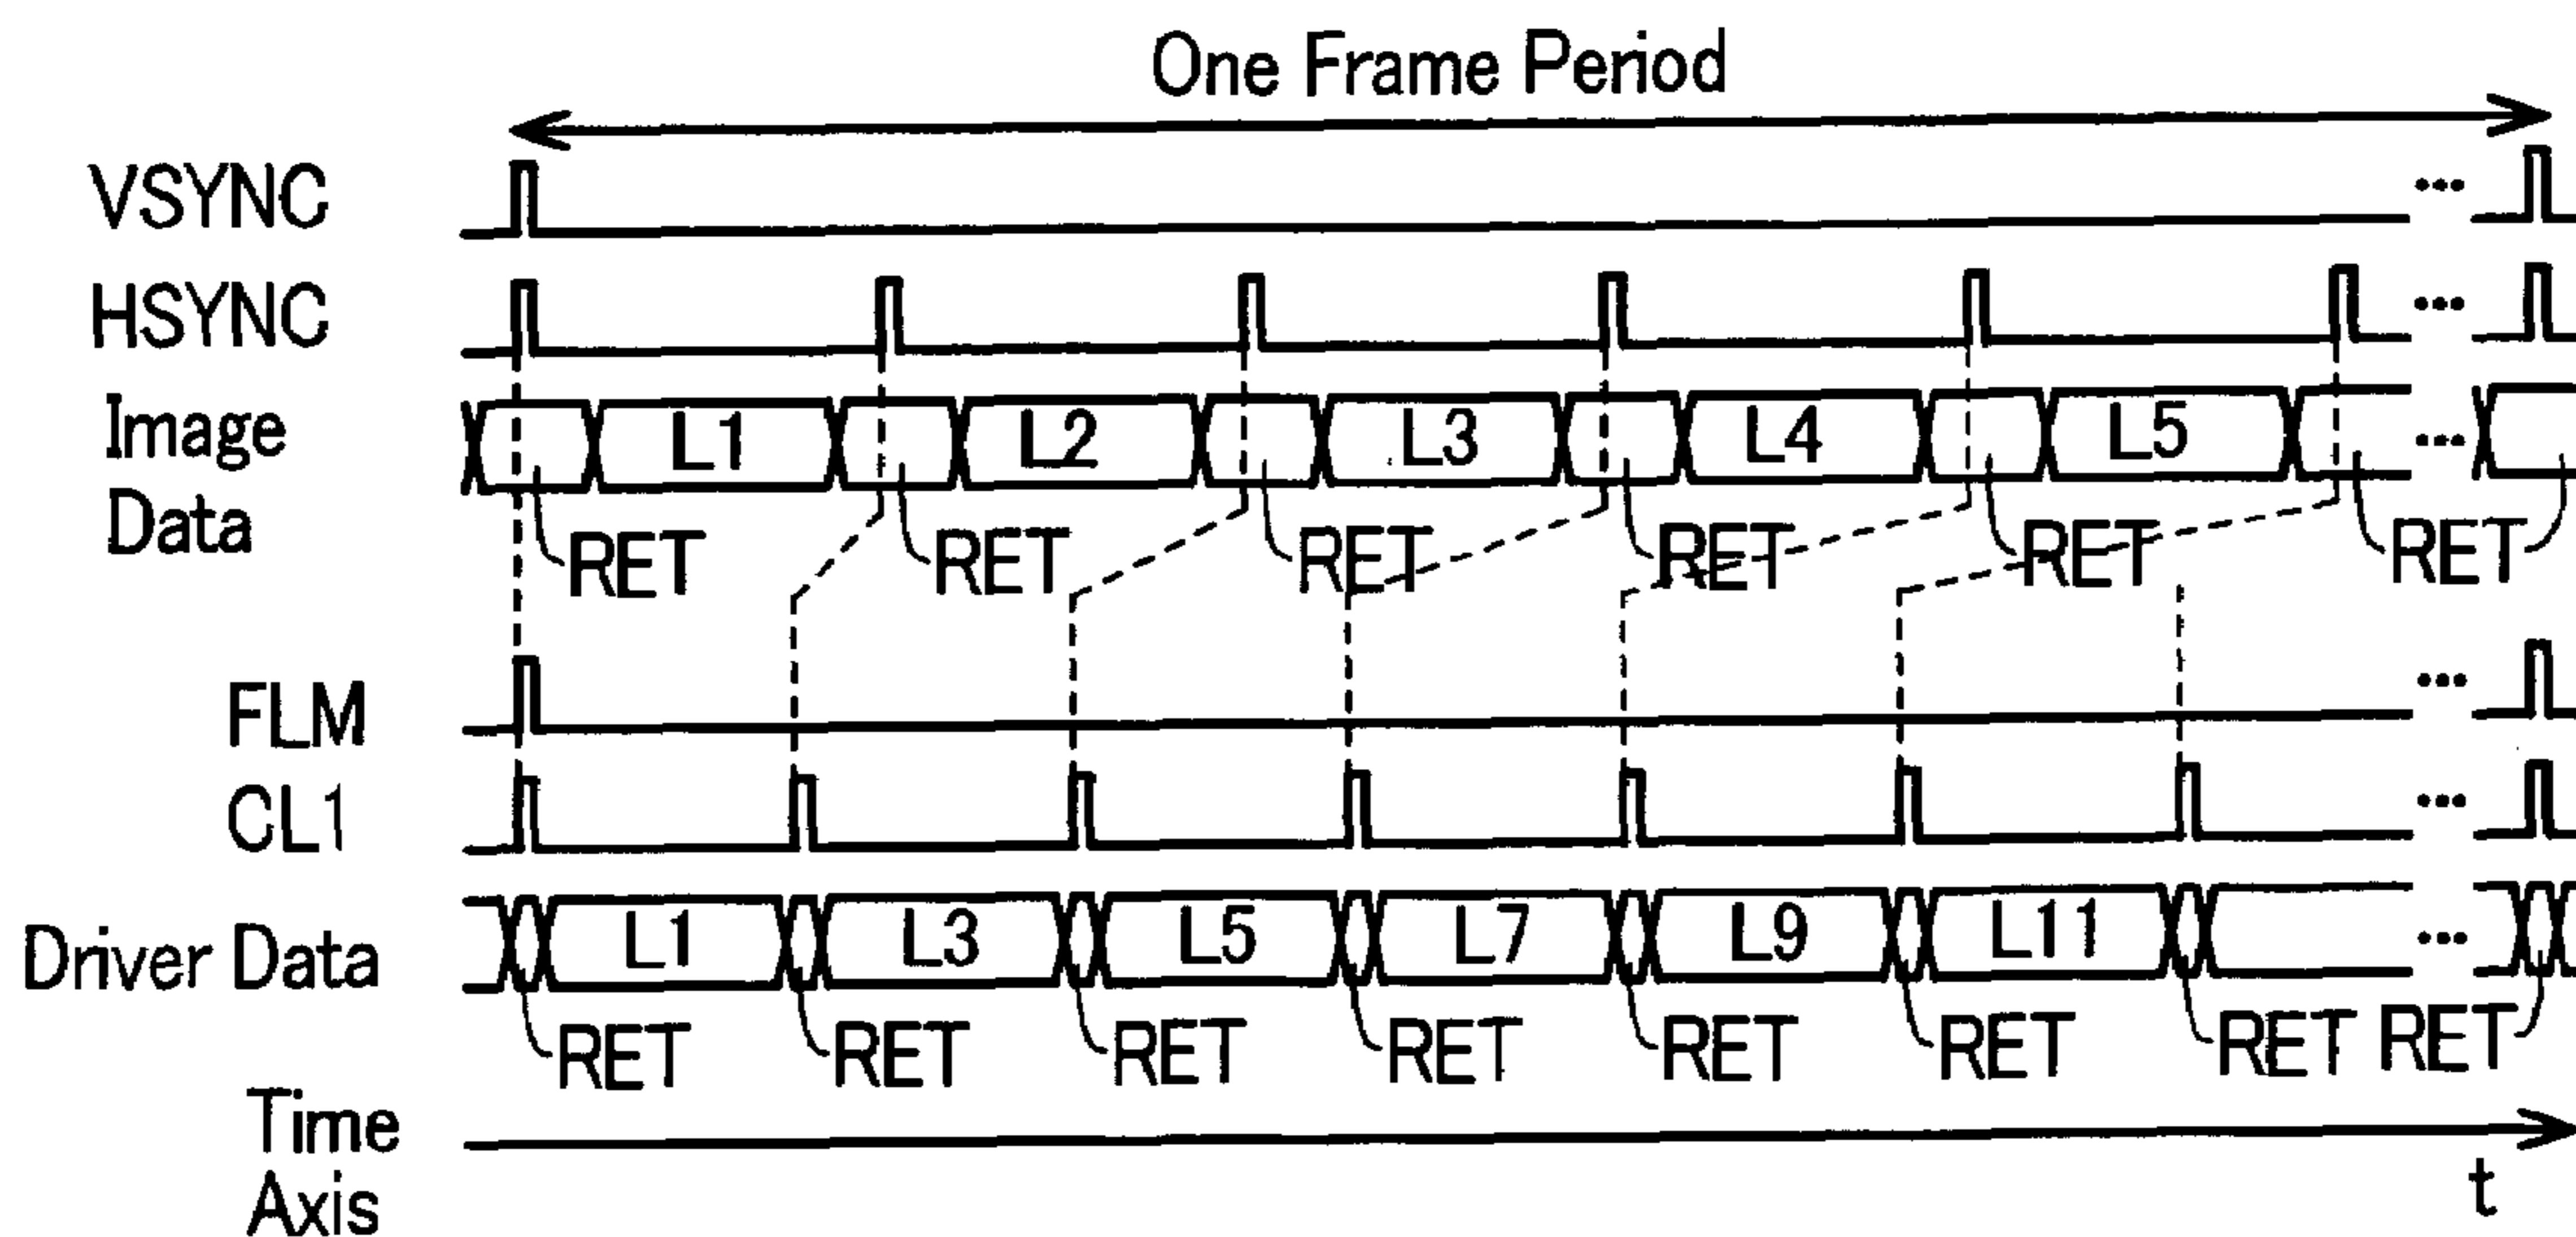 One Frame Period
VSYNC ...
HSYNC ...
Image Data L1 L2 L3 L4 L5 ...
RET RET RET RET RET RET
FLM ...
CL1 ...
Driver Data L1 L3 L5 L7 L9 L11 ...
RET RET RET RET RET RET RET RET
Time Axis
t